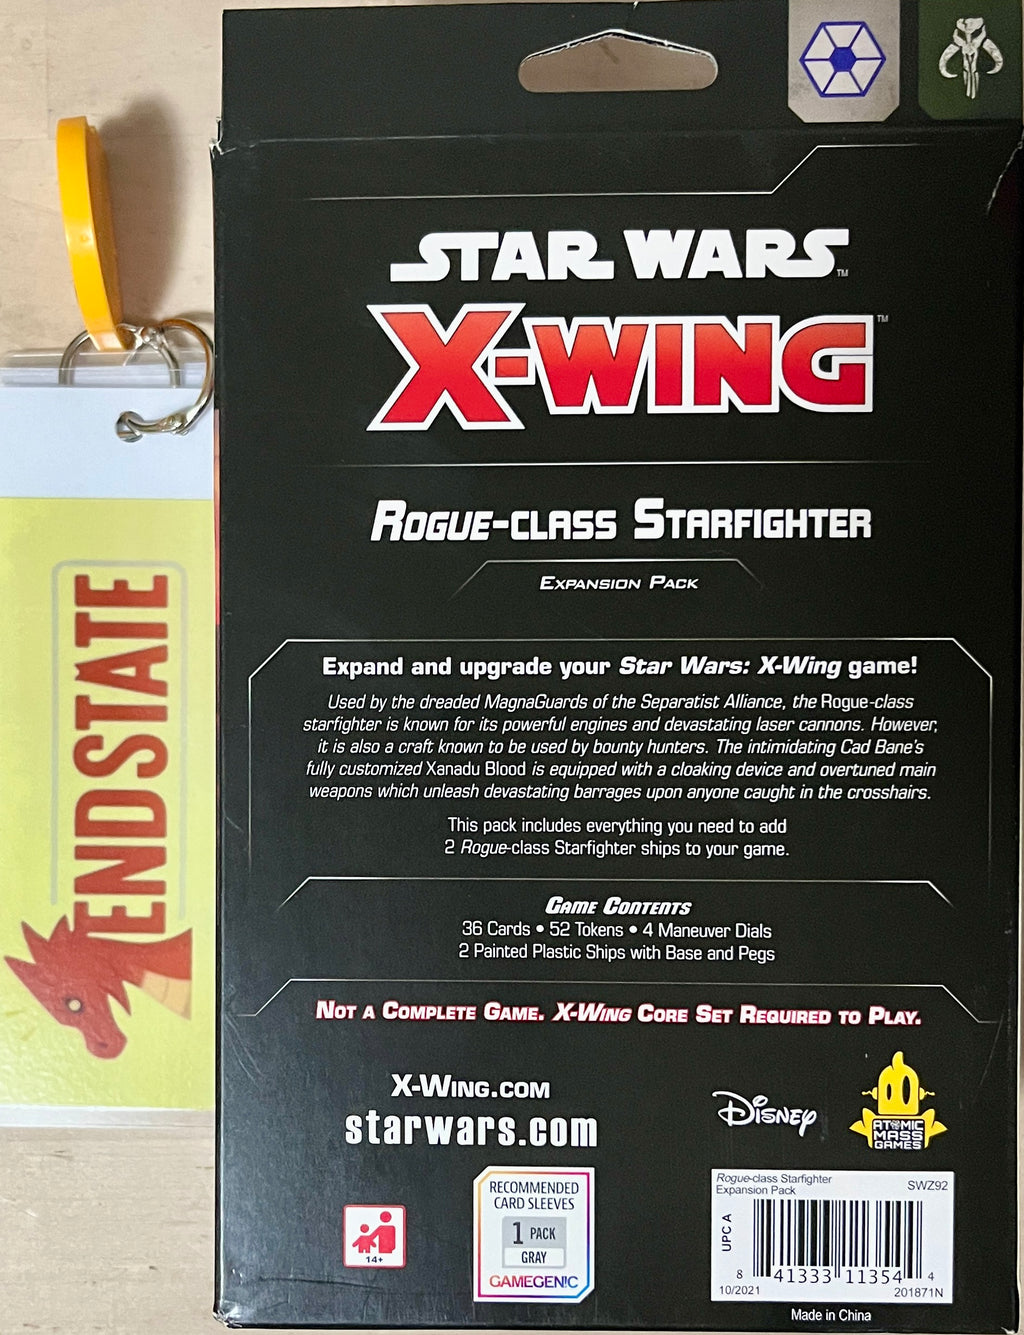 STAR WARS™
X-WING™
ROGUE-CLASS STARFIGHTER
EXPANSION PACK
Expand and upgrade your Star Wars: X-Wing game!
Used by the dreaded MagnaGuards of the Separatist Alliance, the Rogue-class
starfighter is known for its powerful engines and devastating laser cannons. However,
it is also a craft known to be used by bounty hunters. The intimidating Cad Bane's
fully customized Xanadu Blood is equipped with a cloaking device and overtuned main
weapons which unleash devastating barrages upon anyone caught in the crosshairs.
This pack includes everything you need to add
2 Rogue-class Starfighter ships to your game.
GAME CONTENTS
36 Cards • 52 Tokens • 4 Maneuver Dials
2 Painted Plastic Ships with Base and Pegs
NOT A COMPLETE GAME. X-WING CORE SET REQUIRED TO PLAY.
X-WING.COM
starwars.com
DISNEY
ATOMIC
MASS
GAMES
14+
RECOMMENDED
CARD SLEEVES
1 PACK
GRAY
GAMEGEN!C
Rogue-class Starfighter
Expansion Pack
SWZ92
UPC A
8 41333 11354 4
10/2021
201871N
Made in China
ENDSTATE